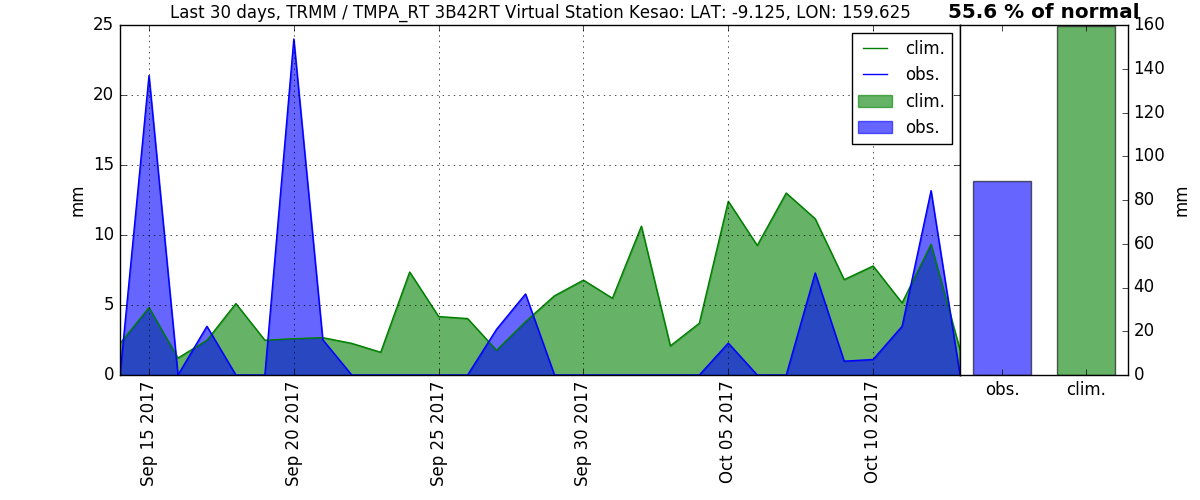 Last 30 days, TRMM / TMPA_RT 3B42RT Virtual Station Kesao: LAT: -9.125, LON: 159.625
55.6 % of normal
25
20
15
10
5
0
mm
clim.
obs.
clim.
obs.
160
140
120
100
80
60
40
20
0
mm
Sep 15 2017
Sep 20 2017
Sep 25 2017
Sep 30 2017
Oct 05 2017
Oct 10 2017
obs.
clim.